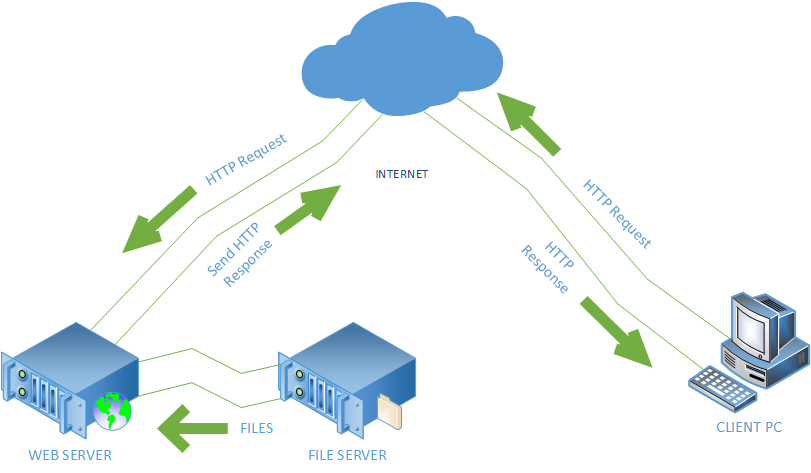 HTTP Request
INTERNET
HTTP Request
Send HTTP
Response
HTTP
Response
FILES
WEB SERVER
FILE SERVER
CLIENT PC